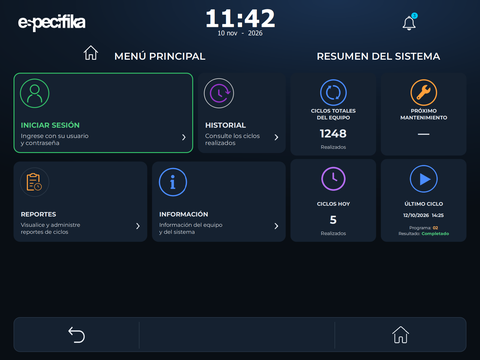 e-specifika
11:42
10 nov - 2026
2
MENÚ PRINCIPAL
RESUMEN DEL SISTEMA
INICIAR SESIÓN
Ingrese con su usuario
y contraseña
HISTORIAL
Consulte los ciclos
realizados
CICLOS TOTALES
DEL EQUIPO
1248
Realizados
PRÓXIMO
MANTENIMIENTO
—
REPORTES
Visualice y administre
reportes de ciclos
INFORMACIÓN
Información del equipo
y del sistema
CICLOS HOY
5
Realizados
ÚLTIMO CICLO
12/10/2026 14:25
Programa: 02
Resultado: Completado